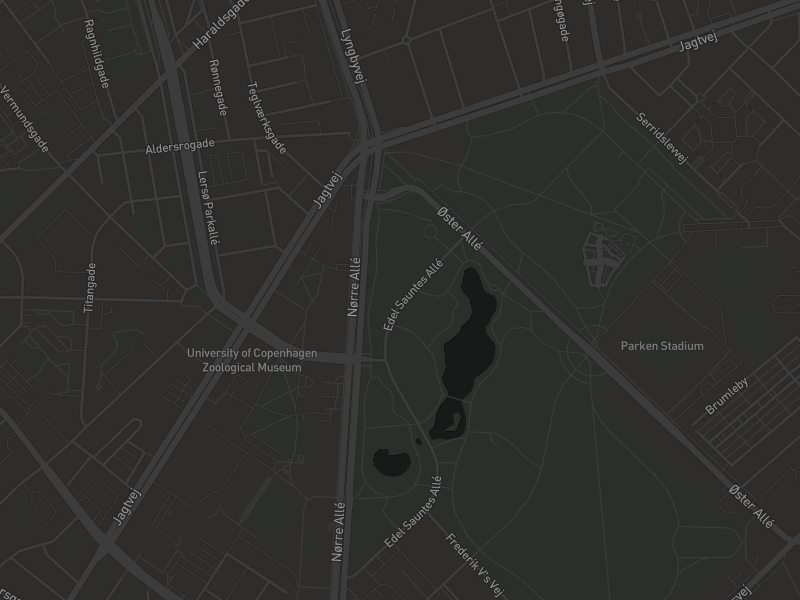 Haraldsgade
Ragnhildgade
Lyngbyvej
Jagtvej
Rønnegade
Teglværksgade
Vermundsgade
Serridslevvej
Aldersrogade
Jagtvej
Lersø Parkallé
Øster Allé
Titangade
Nørre Allé
Edel Sauntes Allé
University of Copenhagen
Zoological Museum
Parken Stadium
Brumleby
Jagtvej
Nørre Allé
Edel Sauntes Allé
Øster Allé
Frederik V's Vej